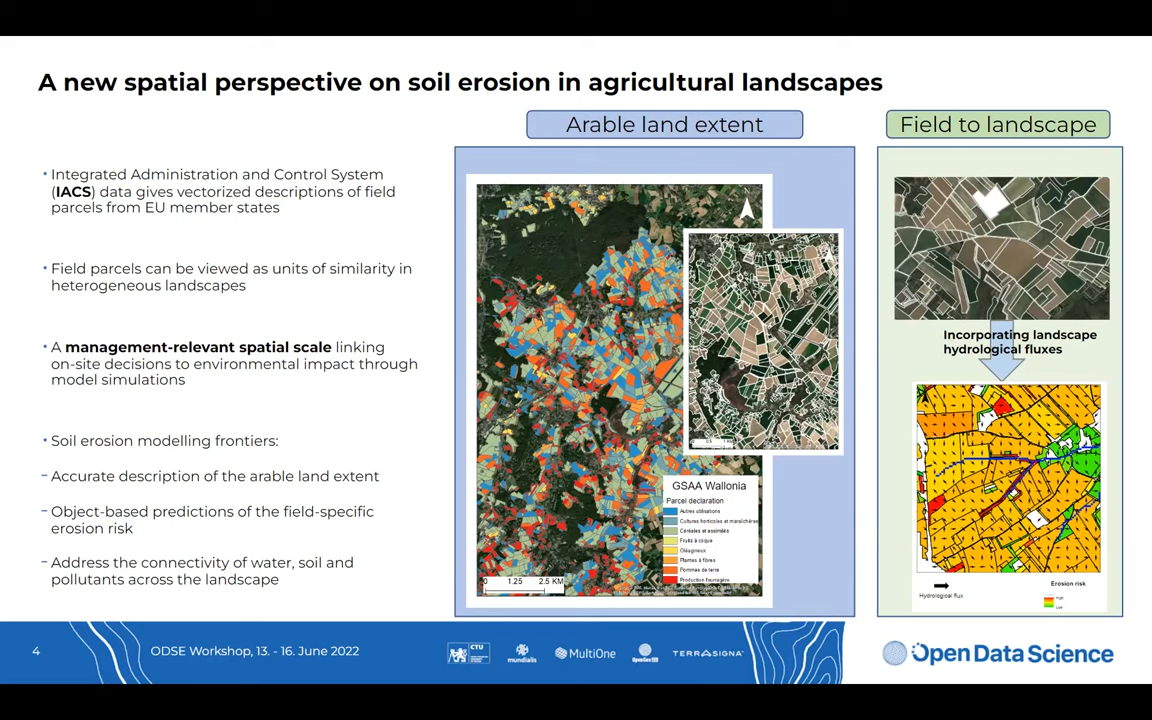 A new spatial perspective on soil erosion in agricultural landscapes
• Integrated Administration and Control System
(IACS) data gives vectorized descriptions of field
parcels from EU member states
• Field parcels can be viewed as units of similarity in
heterogeneous landscapes
• A management-relevant spatial scale linking
on-site decisions to environmental impact through
model simulations
• Soil erosion modelling frontiers:
- Accurate description of the arable land extent
- Object-based predictions of the field-specific
erosion risk
- Address the connectivity of water, soil and
pollutants across the landscape
Arable land extent
GSAA Wallonia
Parcel declaration
Autres utilisations
Cultures horticoles et maraîchères
Céréales et assimilés
Fruits à coque
Oléagineux
Plantes à fibres
Pommes de terre
Production fourragère
0 1.25 2.5 KM
Field to landscape
Incorporating landscape
hydrological fluxes
Hydrological flux
Erosion risk
High
Low
4
ODSE Workshop, 13. - 16. June 2022
CTU
mundialis
MultiOne
OpenGeoHub
TERRASIGNA
Open Data Science